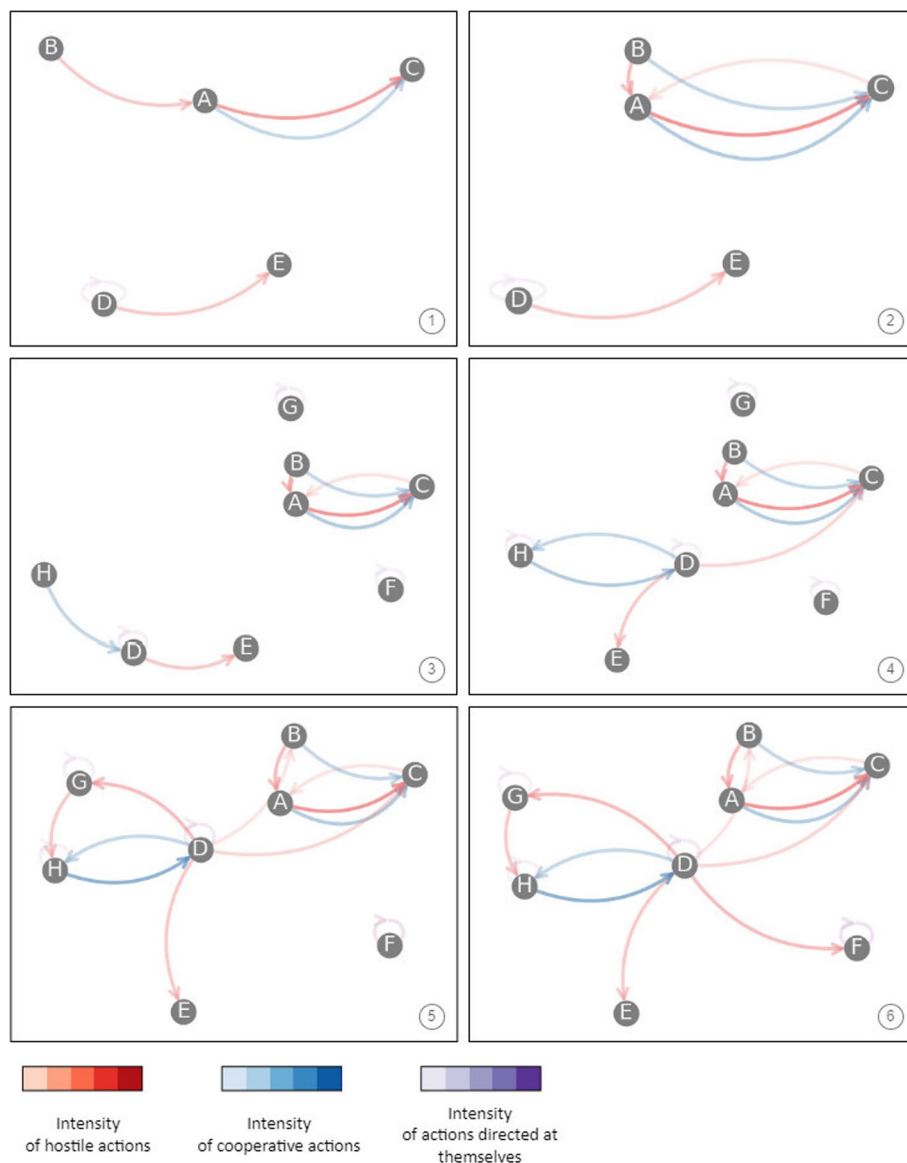 B
A
C
E
D
1
B
A
C
E
D
2
G
B
A
C
F
H
D
E
3
G
B
A
C
H
D
F
E
4
B
C
G
A
D
H
F
E
5
B
C
G
A
D
H
F
E
6
Intensity
of hostile actions
Intensity
of cooperative actions
Intensity
of actions directed at
themselves